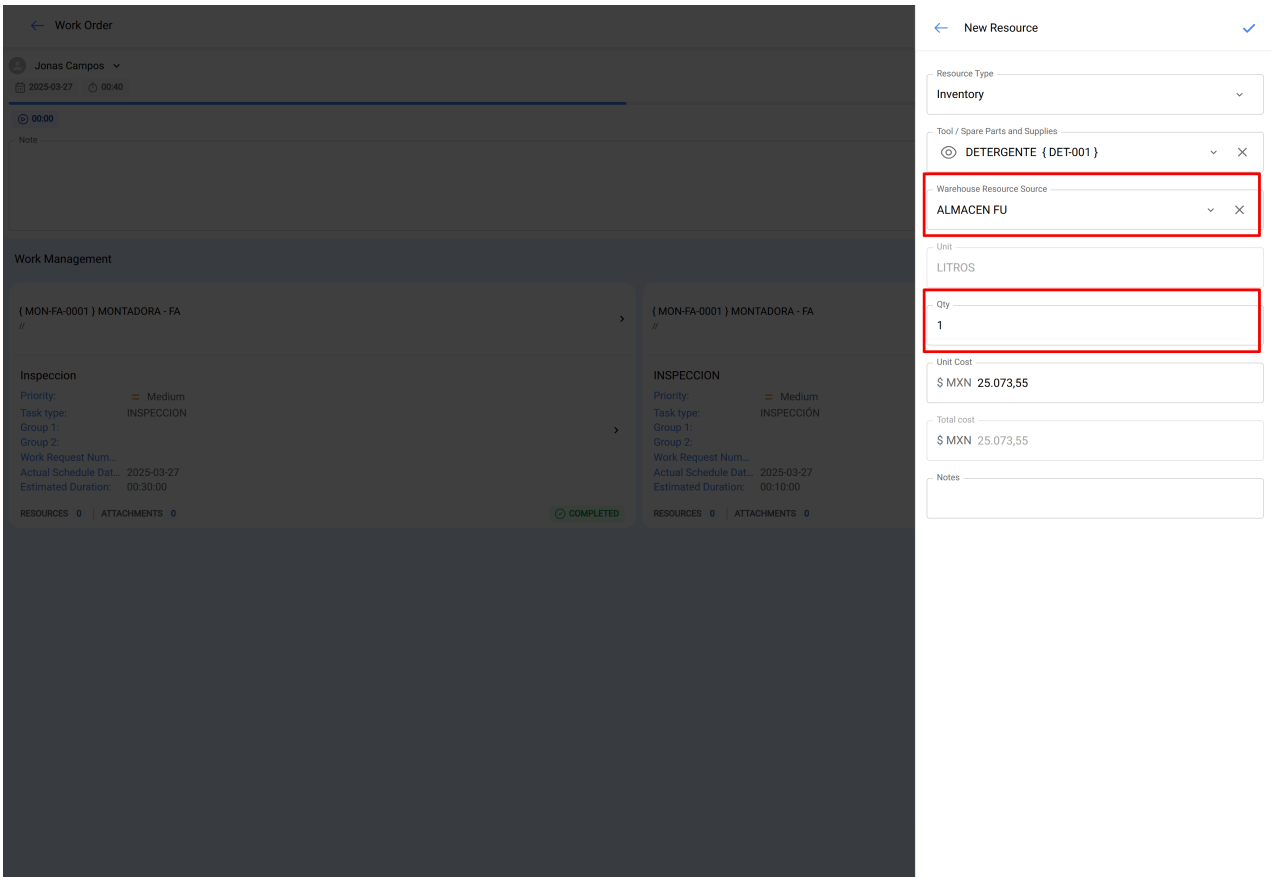 Work Order
Jonas Campos
2025-03-27 00:40
00:00
Note
Work Management
{ MON-FA-0001 } MONTADORA - FA
//
Inspeccion
Priority: Medium
Task type: INSPECCION
Group 1:
Group 2:
Work Request Num...
Actual Schedule Dat... 2025-03-27
Estimated Duration: 00:30:00
RESOURCES 0 ATTACHMENTS 0 COMPLETED
{ MON-FA-0001 } MONTADORA - FA
//
INSPECCION
Priority: Medium
Task type: INSPECCIÓN
Group 1:
Group 2:
Work Request Num...
Actual Schedule Dat... 2025-03-27
Estimated Duration: 00:10:00
RESOURCES 0 ATTACHMENTS 0
New Resource
Resource Type
Inventory
Tool / Spare Parts and Supplies
DETERGENTE { DET-001 }
Warehouse Resource Source
ALMACEN FU
Unit
LITROS
Qty
1
Unit Cost
$ MXN 25.073,55
Total cost
$ MXN 25.073,55
Notes